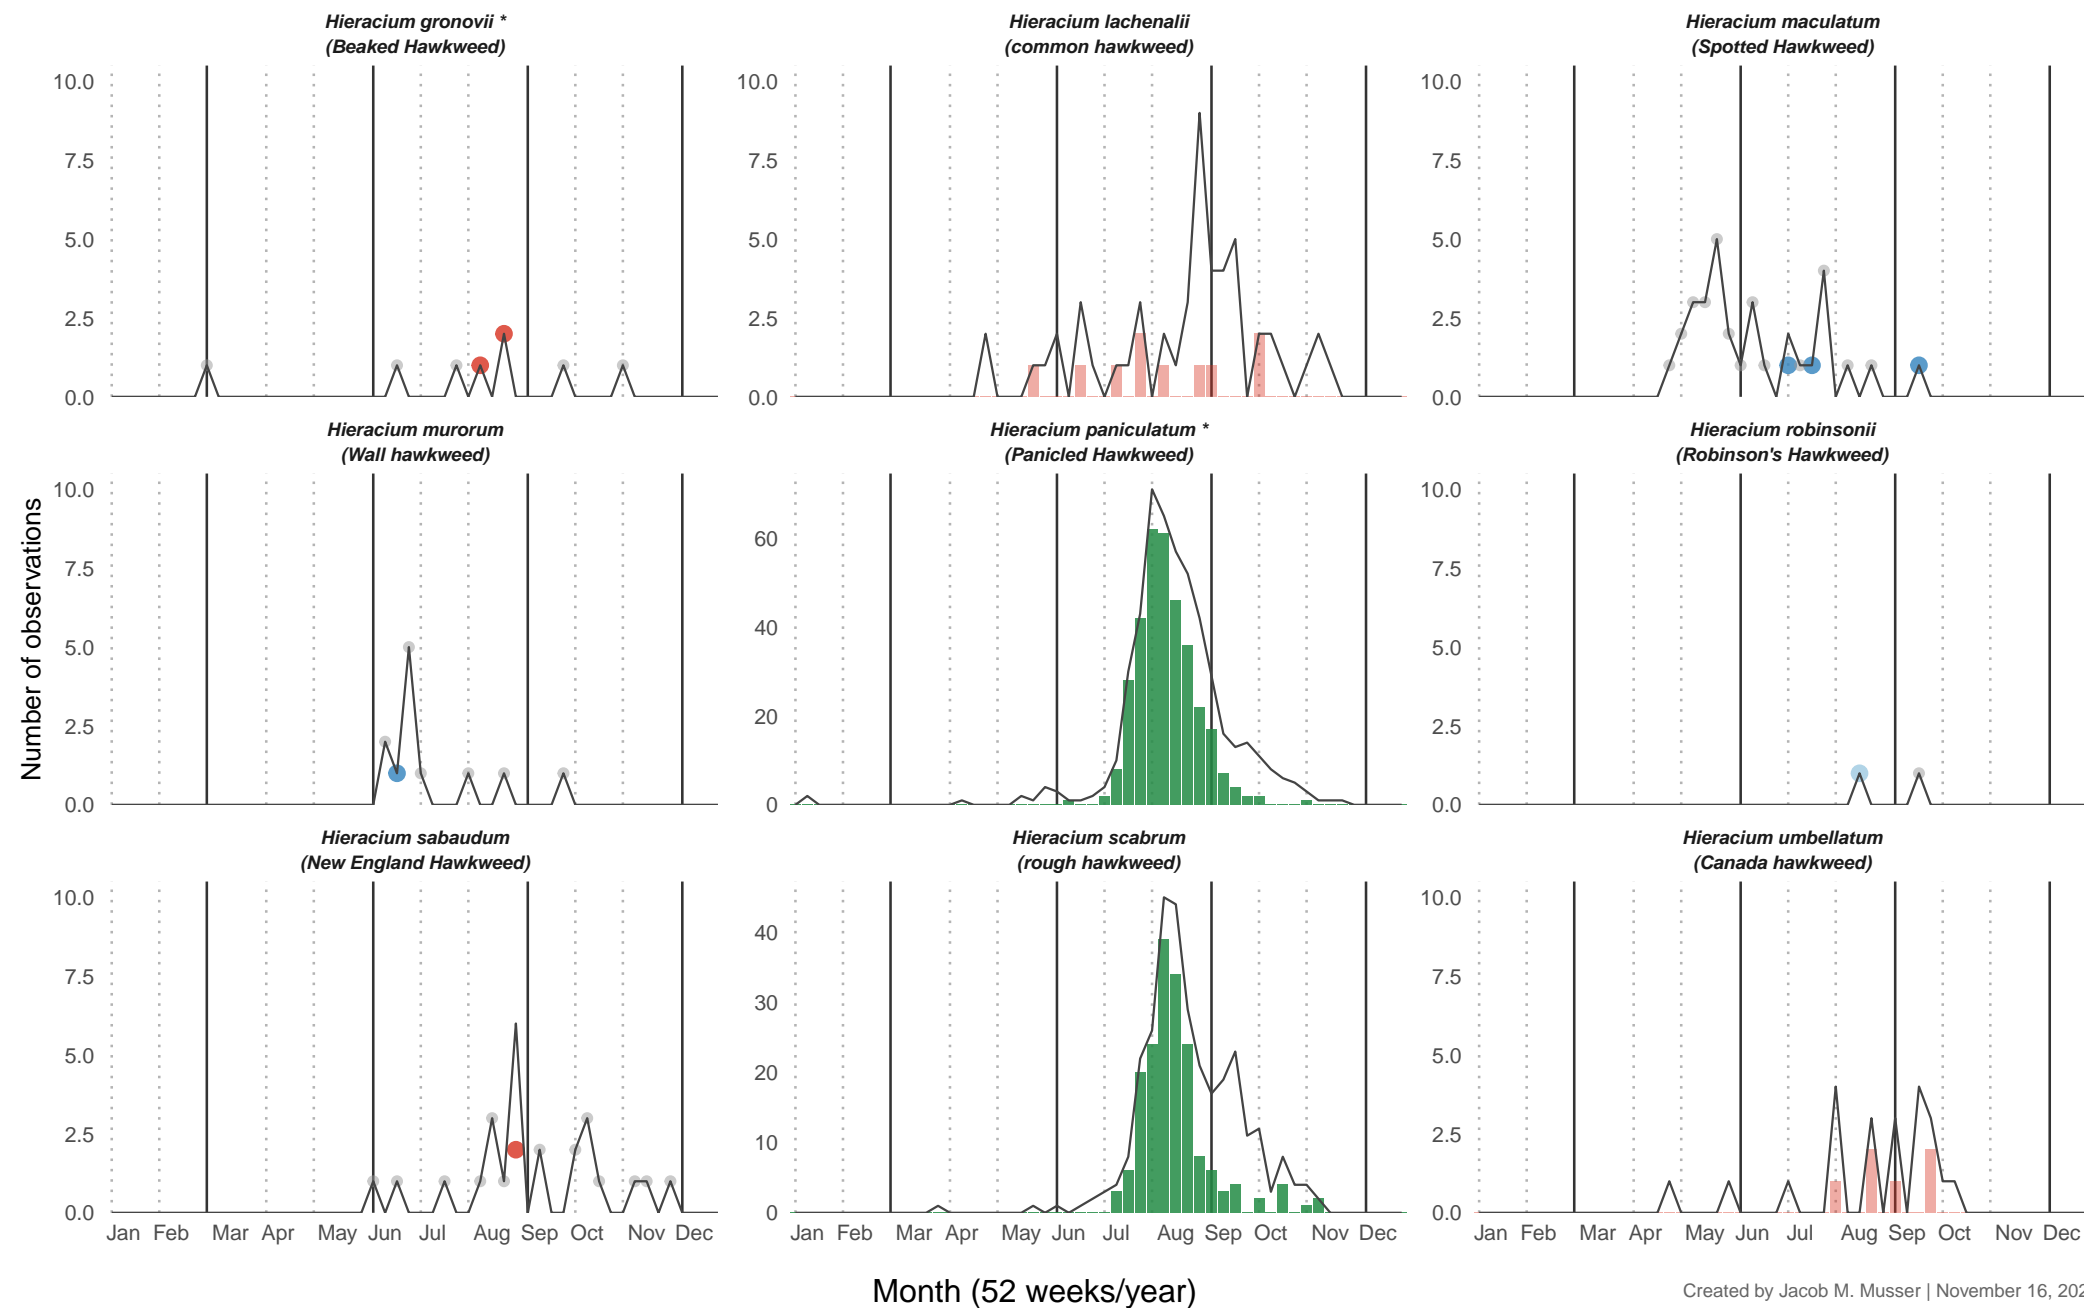 Hieracium gronovii *
(Beaked Hawkweed)
Hieracium lachenalii
(common hawkweed)
Hieracium maculatum
(Spotted Hawkweed)
10.0
7.5
5.0
2.5
0.0
10.0
7.5
5.0
2.5
0.0
10.0
7.5
5.0
2.5
0.0
Hieracium murorum
(Wall hawkweed)
Hieracium paniculatum *
(Panicled Hawkweed)
Hieracium robinsonii
(Robinson's Hawkweed)
Number of observations
10.0
7.5
5.0
2.5
0.0
60
40
20
0
10.0
7.5
5.0
2.5
0.0
Hieracium sabaudum
(New England Hawkweed)
Hieracium scabrum
(rough hawkweed)
Hieracium umbellatum
(Canada hawkweed)
10.0
7.5
5.0
2.5
0.0
40
30
20
10
0
10.0
7.5
5.0
2.5
0.0
Jan Feb Mar Apr May Jun Jul Aug Sep Oct Nov Dec
Jan Feb Mar Apr May Jun Jul Aug Sep Oct Nov Dec
Jan Feb Mar Apr May Jun Jul Aug Sep Oct Nov Dec
Month (52 weeks/year)
Created by Jacob M. Musser | November 16, 202